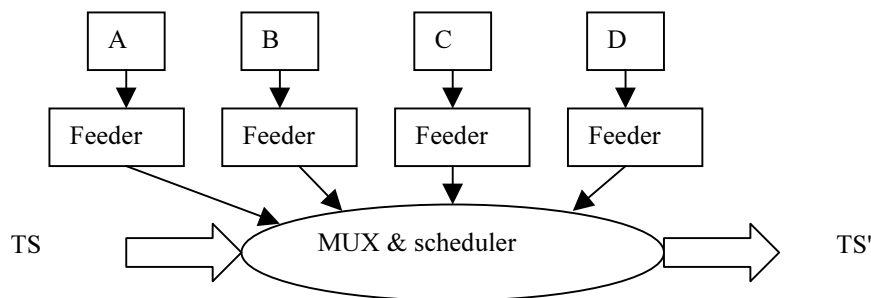 A B C D
Feeder Feeder Feeder Feeder
TS MUX & scheduler TS'